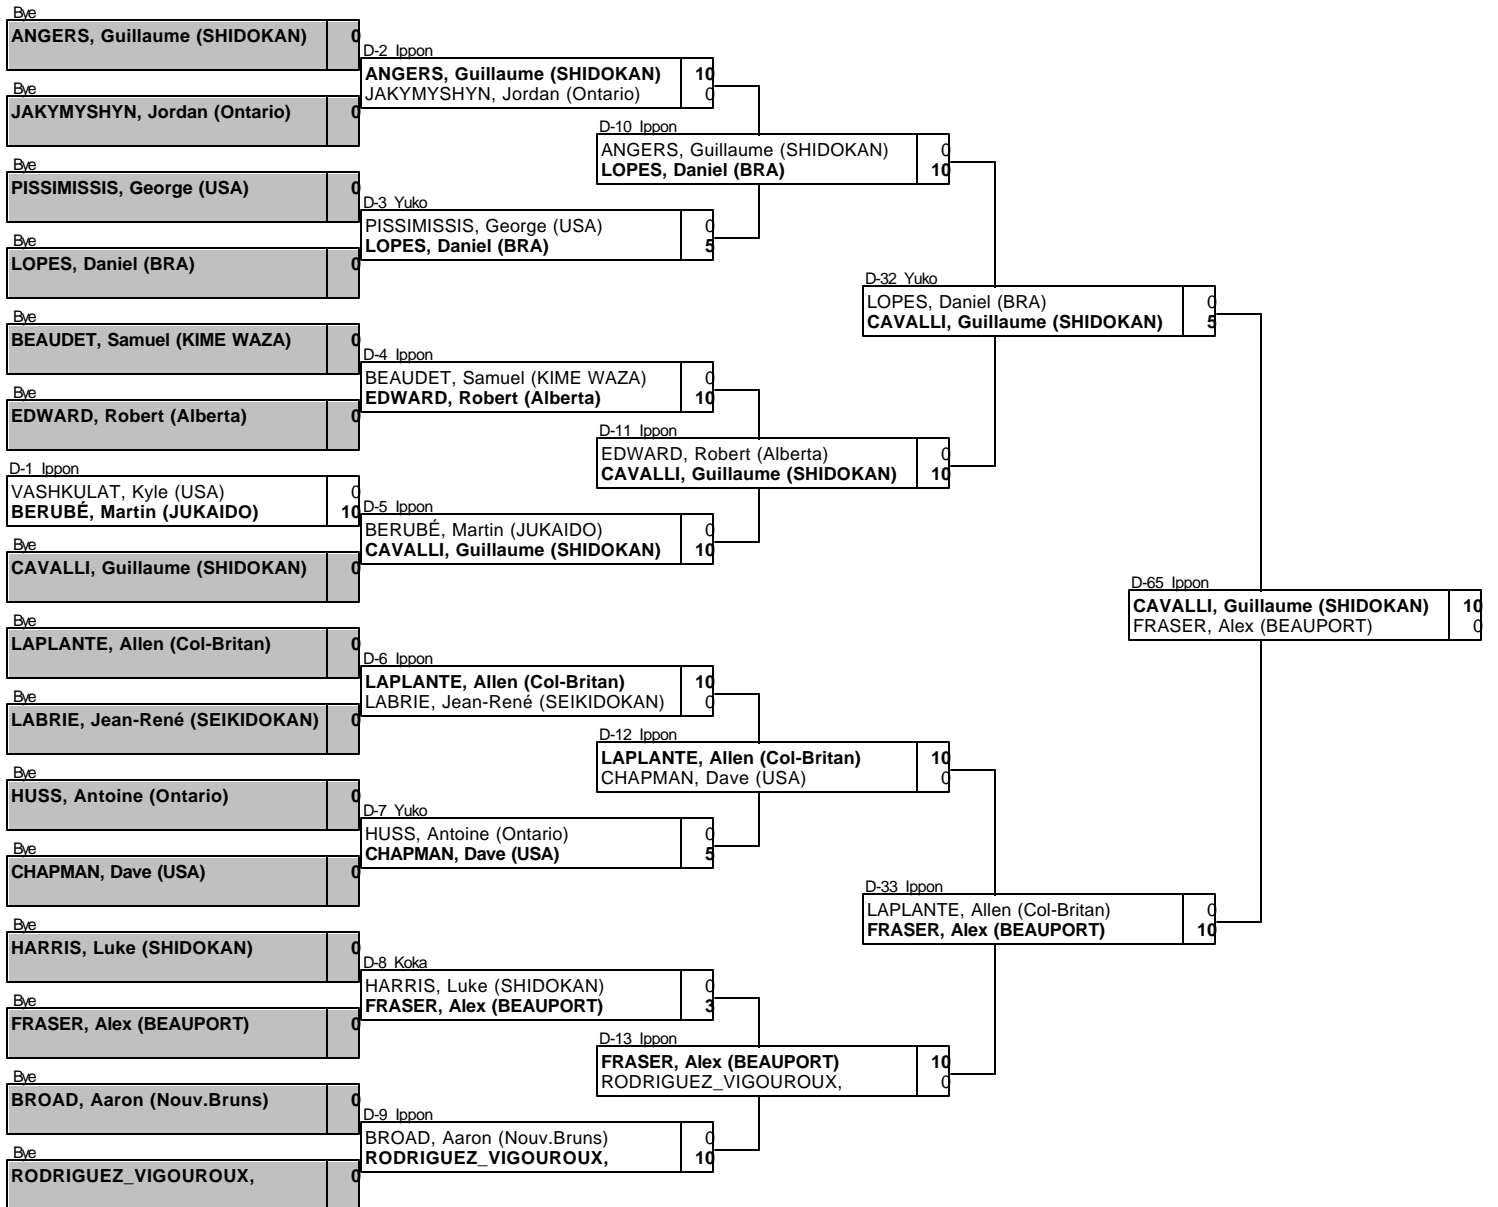 Bye
ANGERS, Guillaume (SHIDOKAN) 0
Bye
JAKYMYSHYN, Jordan (Ontario) 0
Bye
PISSIMISSIS, George (USA) 0
Bye
LOPES, Daniel (BRA) 0
Bye
BEAUDET, Samuel (KIME WAZA) 0
Bye
EDWARD, Robert (Alberta) 0
D-1 Ippon
VASHKULAT, Kyle (USA) 0
BERUBÉ, Martin (JUKAIDO) 10
Bye
CAVALLI, Guillaume (SHIDOKAN) 0
Bye
LAPLANTE, Allen (Col-Britan) 0
Bye
LABRIE, Jean-René (SEIKIDOKAN) 0
Bye
HUSS, Antoine (Ontario) 0
Bye
CHAPMAN, Dave (USA) 0
Bye
HARRIS, Luke (SHIDOKAN) 0
Bye
FRASER, Alex (BEAUPORT) 0
Bye
BROAD, Aaron (Nouv.Bruns) 0
Bye
RODRIGUEZ_VIGOUROUX, 0
D-2 Ippon
ANGERS, Guillaume (SHIDOKAN) 10
JAKYMYSHYN, Jordan (Ontario) 0
D-3 Yuko
PISSIMISSIS, George (USA) 0
LOPES, Daniel (BRA) 5
D-4 Ippon
BEAUDET, Samuel (KIME WAZA) 0
EDWARD, Robert (Alberta) 10
D-5 Ippon
BERUBÉ, Martin (JUKAIDO) 0
CAVALLI, Guillaume (SHIDOKAN) 10
D-6 Ippon
LAPLANTE, Allen (Col-Britan) 10
LABRIE, Jean-René (SEIKIDOKAN) 0
D-7 Yuko
HUSS, Antoine (Ontario) 0
CHAPMAN, Dave (USA) 5
D-8 Koka
HARRIS, Luke (SHIDOKAN) 0
FRASER, Alex (BEAUPORT) 3
D-9 Ippon
BROAD, Aaron (Nouv.Bruns) 0
RODRIGUEZ_VIGOUROUX, 10
D-10 Ippon
ANGERS, Guillaume (SHIDOKAN) 0
LOPES, Daniel (BRA) 10
D-11 Ippon
EDWARD, Robert (Alberta) 0
CAVALLI, Guillaume (SHIDOKAN) 10
D-12 Ippon
LAPLANTE, Allen (Col-Britan) 10
CHAPMAN, Dave (USA) 0
D-13 Ippon
FRASER, Alex (BEAUPORT) 10
RODRIGUEZ_VIGOUROUX, 0
D-32 Yuko
LOPES, Daniel (BRA) 0
CAVALLI, Guillaume (SHIDOKAN) 5
D-33 Ippon
LAPLANTE, Allen (Col-Britan) 0
FRASER, Alex (BEAUPORT) 10
D-65 Ippon
CAVALLI, Guillaume (SHIDOKAN) 10
FRASER, Alex (BEAUPORT) 0